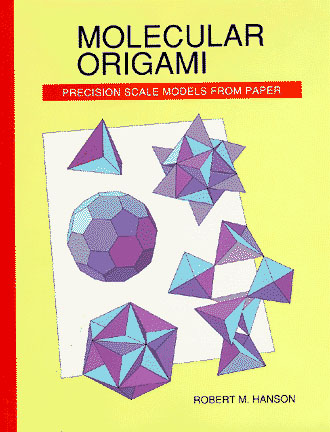 MOLECULAR
ORIGAMI
PRECISION SCALE MODELS FROM PAPER
ROBERT M. HANSON